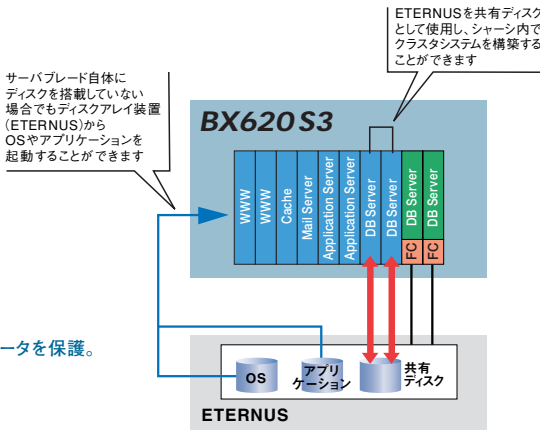 ETERNUSを共有ディスク
として使用し、シャーシ内で
クラスタシステムを構築する
ことができます
サーバブレード自体に
ディスクを搭載していない
場合でもディスクアレイ装置
(ETERNUS)から
OSやアプリケーションを
起動することができます
BX620 S3
WWW
WWW
Cache
Mail Server
Application Server
Application Server
DB Server
DB Server
DB Server
DB Server
FC
FC
ータを保護。
OS
アプリ
ケーション
共有
ディスク
ETERNUS